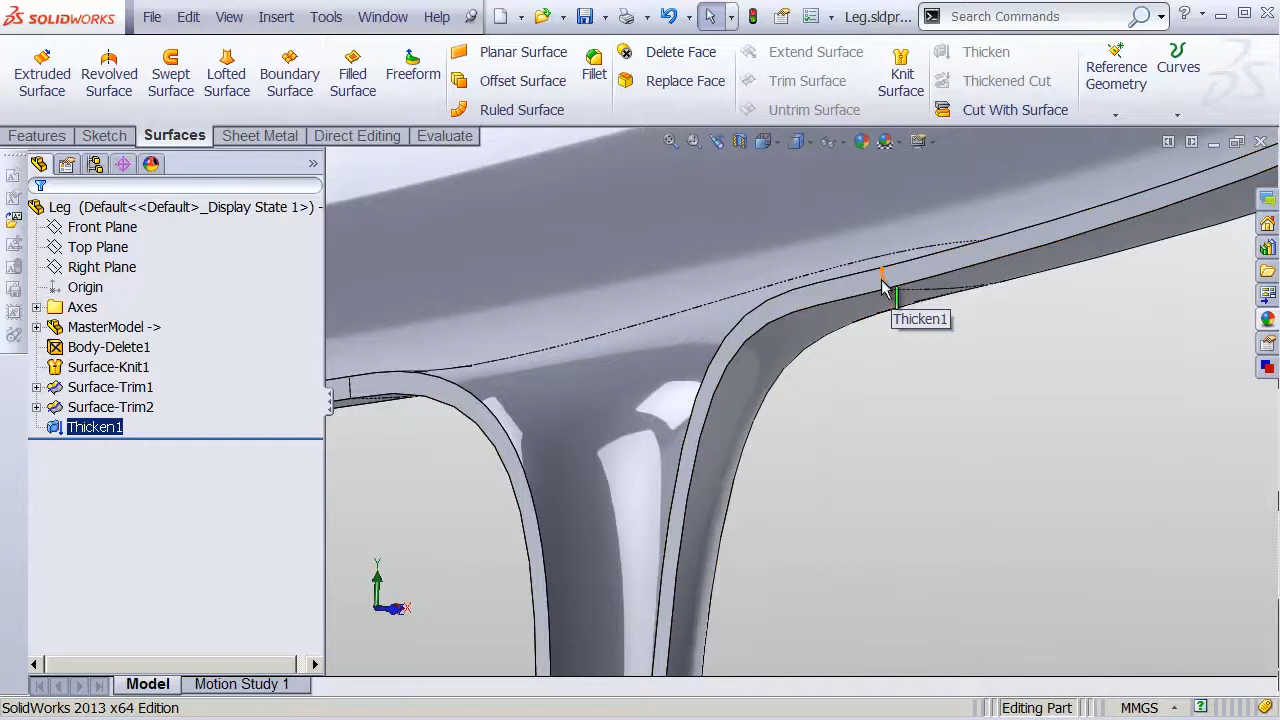 SOLIDWORKS File Edit View Insert Tools Window Help Leg.sldpr... Search Commands ?
Extruded Surface Revolved Surface Swept Surface Lofted Surface Boundary Surface Filled Surface Freeform Planar Surface Fillet Delete Face Extend Surface Knit Surface Thicken Reference Geometry Curves
Offset Surface Replace Face Trim Surface Thickened Cut
Ruled Surface Untrim Surface Cut With Surface
Features Sketch Surfaces Sheet Metal Direct Editing Evaluate
Leg (Default<<Default>_Display State 1>)
Front Plane
Top Plane
Right Plane
Origin
Axes
MasterModel ->
Body-Delete1
Surface-Knit1
Surface-Trim1
Surface-Trim2
Thicken1
Thicken1
Y
X
Model Motion Study 1
SolidWorks 2013 x64 Edition Editing Part MMGS ?